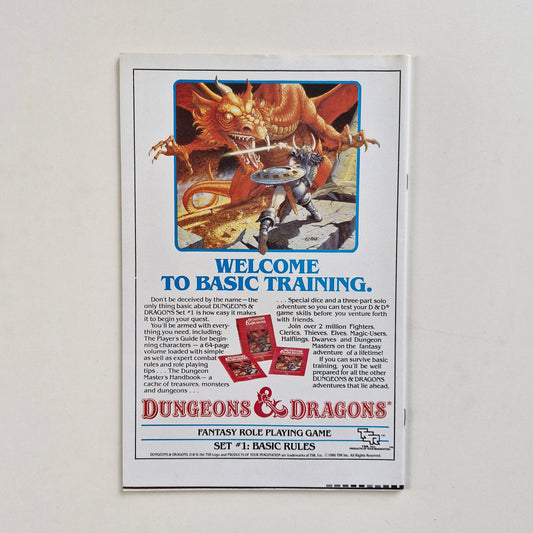 WELCOME
TO BASIC TRAINING.
Don't be deceived by the name—the
only thing basic about DUNGEONS &
DRAGONS Set #1 is how easy it makes
it to begin your quest.
You'll be armed with every-
thing you need, including:
The Player's Guide for begin-
ning characters — a 64-page
volume loaded with simple
as well as expert combat
rules and role playing
tips . . . The Dungeon
Master's Handbook — a
cache of treasures, monsters
and dungeons . . .
. . . Special dice and a three-part solo
adventure so you can test your D & D®
game skills before you venture forth
with friends.
Join over 2 million Fighters,
Clerics, Thieves, Elves, Magic-Users,
Halflings, Dwarves and Dungeon
Masters on the fantasy
adventure of a lifetime!
If you can survive basic
training, you'll be well
prepared for all the other
DUNGEONS & DRAGONS
adventures that lie ahead.
DUNGEONS & DRAGONS®
FANTASY ROLE PLAYING GAME
SET #1: BASIC RULES
TSR
PRODUCTS OF YOUR IMAGINATION